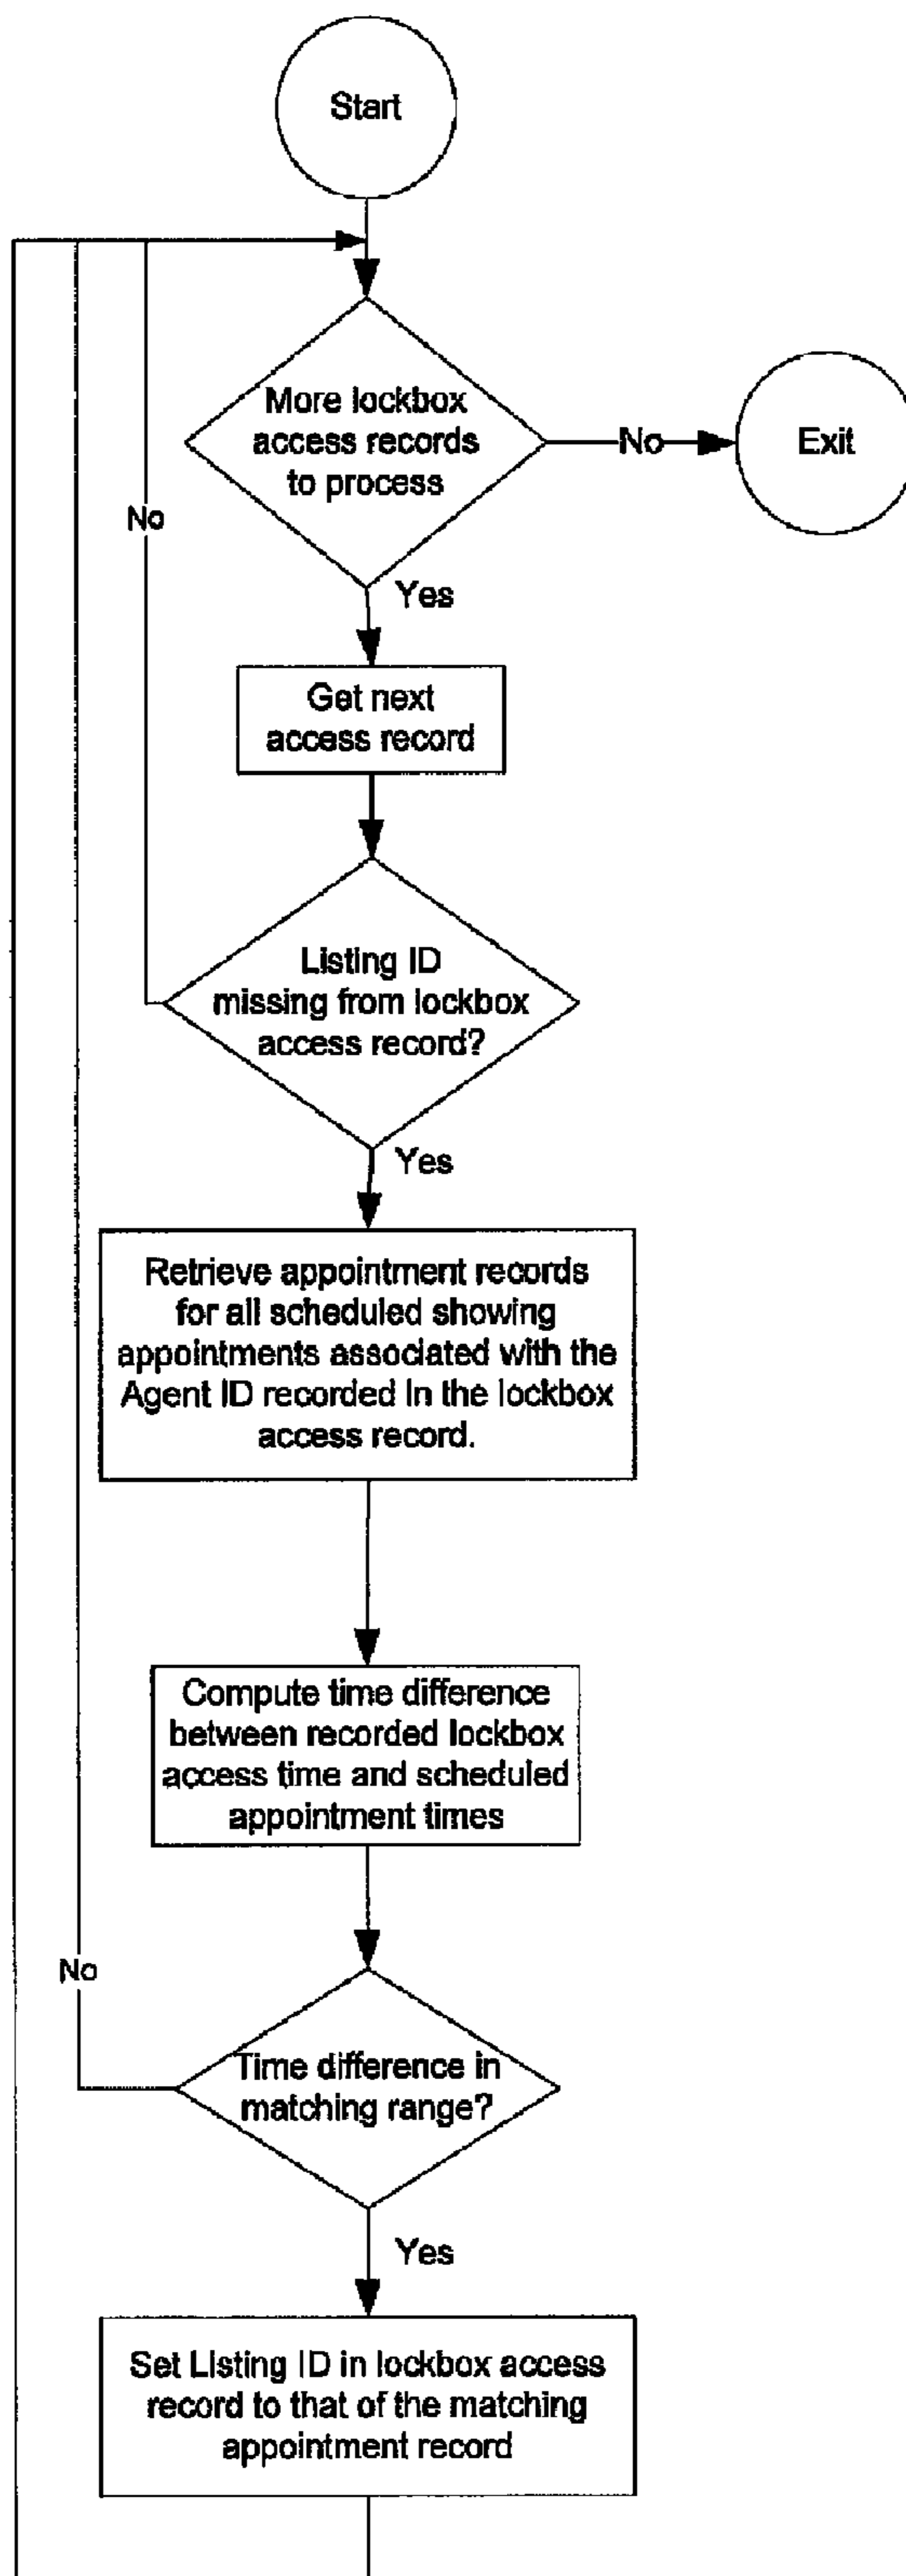 Start
More lockbox
access records
to process
No
Exit
No
Yes
Get next
access record
Listing ID
missing from lockbox
access record?
Yes
Retrieve appointment records
for all scheduled showing
appointments associated with the
Agent ID recorded in the lockbox
access record.
Compute time difference
between recorded lockbox
access time and scheduled
appointment times
No
Time difference in
matching range?
Yes
Set Listing ID in lockbox access
record to that of the matching
appointment record